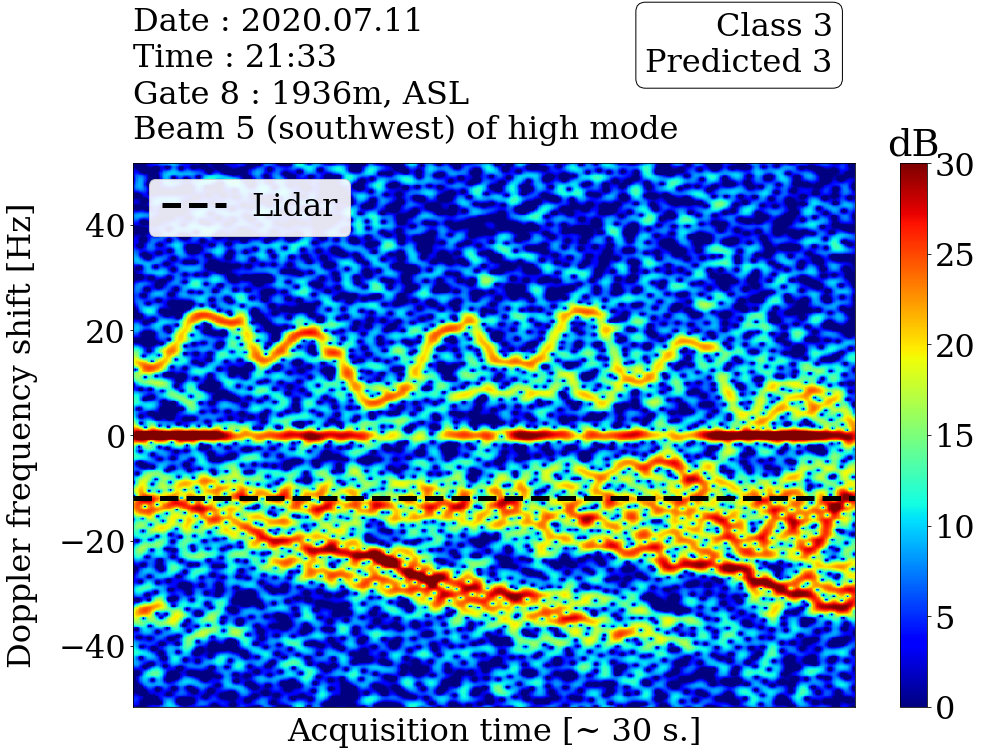 Date : 2020.07.11
Time : 21:33
Gate 8 : 1936m, ASL
Beam 5 (southwest) of high mode
Class 3
Predicted 3
dB
Lidar
Doppler frequency shift [Hz]
40
20
0
−20
−40
30
25
20
15
10
5
0
Acquisition time [~ 30 s.]